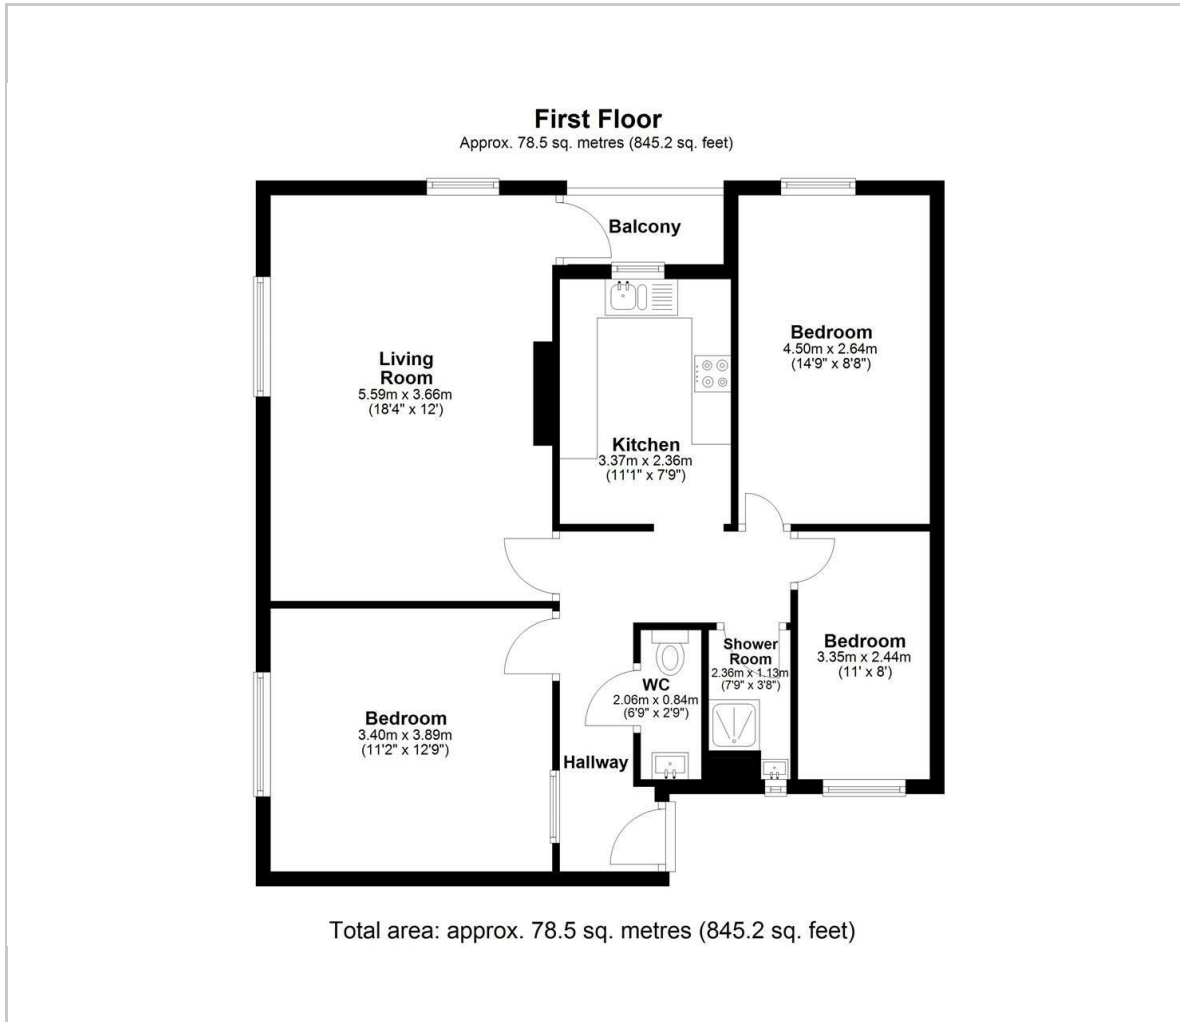 First Floor
Approx. 78.5 sq. metres (845.2 sq. feet)
Balcony
Living
Room
5.59m x 3.66m
(18'4" x 12')
Kitchen
3.37m x 2.36m
(11'1" x 7'9")
Bedroom
4.50m x 2.64m
(14'9" x 8'8")
Bedroom
3.40m x 3.89m
(11'2" x 12'9")
Hallway
WC
2.06m x 0.84m
(6'9" x 2'9")
Shower
Room
2.36m x 1.13m
(7'9" x 3'8")
Bedroom
3.35m x 2.44m
(11' x 8')
Total area: approx. 78.5 sq. metres (845.2 sq. feet)